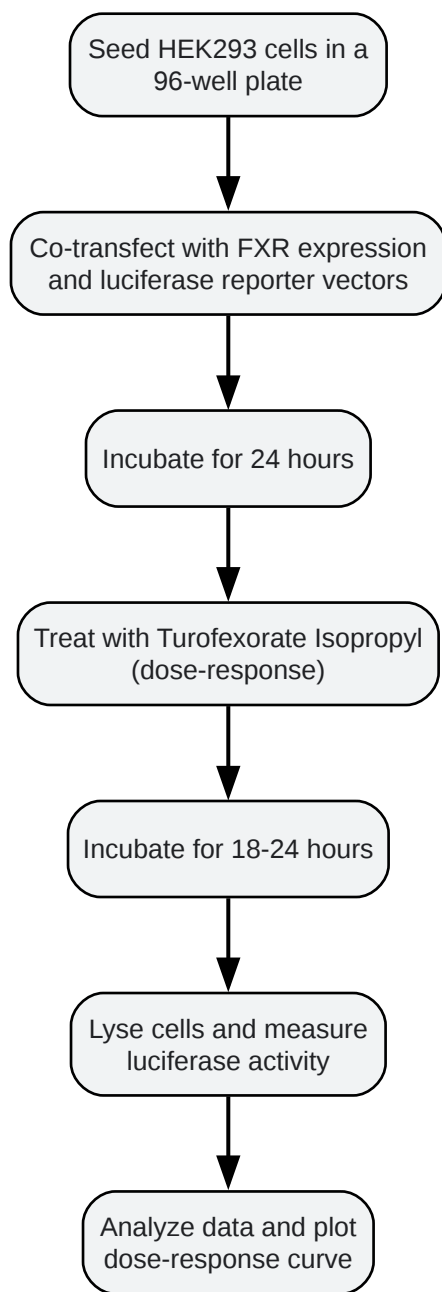 Seed HEK293 cells in a
96-well plate
Co-transfect with FXR expression
and luciferase reporter vectors
Incubate for 24 hours
Treat with Turofexorate Isopropyl
(dose-response)
Incubate for 18-24 hours
Lyse cells and measure
luciferase activity
Analyze data and plot
dose-response curve